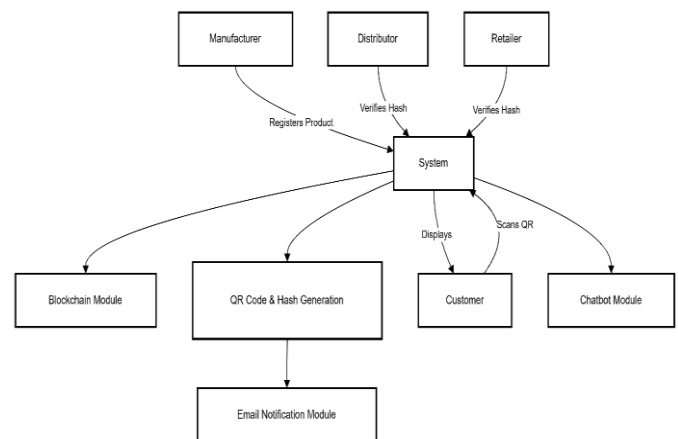 Manufacturer
Distributor
Retailer
Registers Product
Verifies Hash
Verifies Hash
System
Displays
Scans QR
Blockchain Module
QR Code & Hash Generation
Customer
Chatbot Module
Email Notification Module